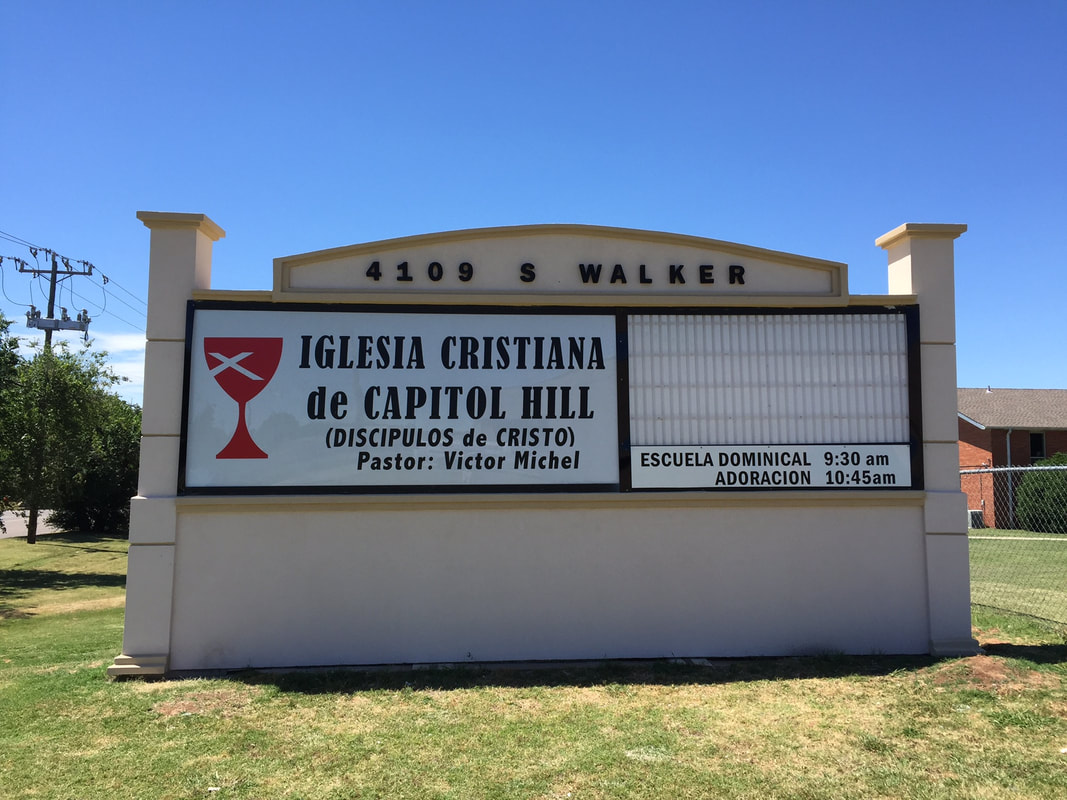 4109 S WALKER
IGLESIA CRISTIANA
de CAPITOL HILL
(DISCIPULOS de CRISTO)
Pastor: Victor Michel
ESCUELA DOMINICAL 9:30 am
ADORACION 10:45am